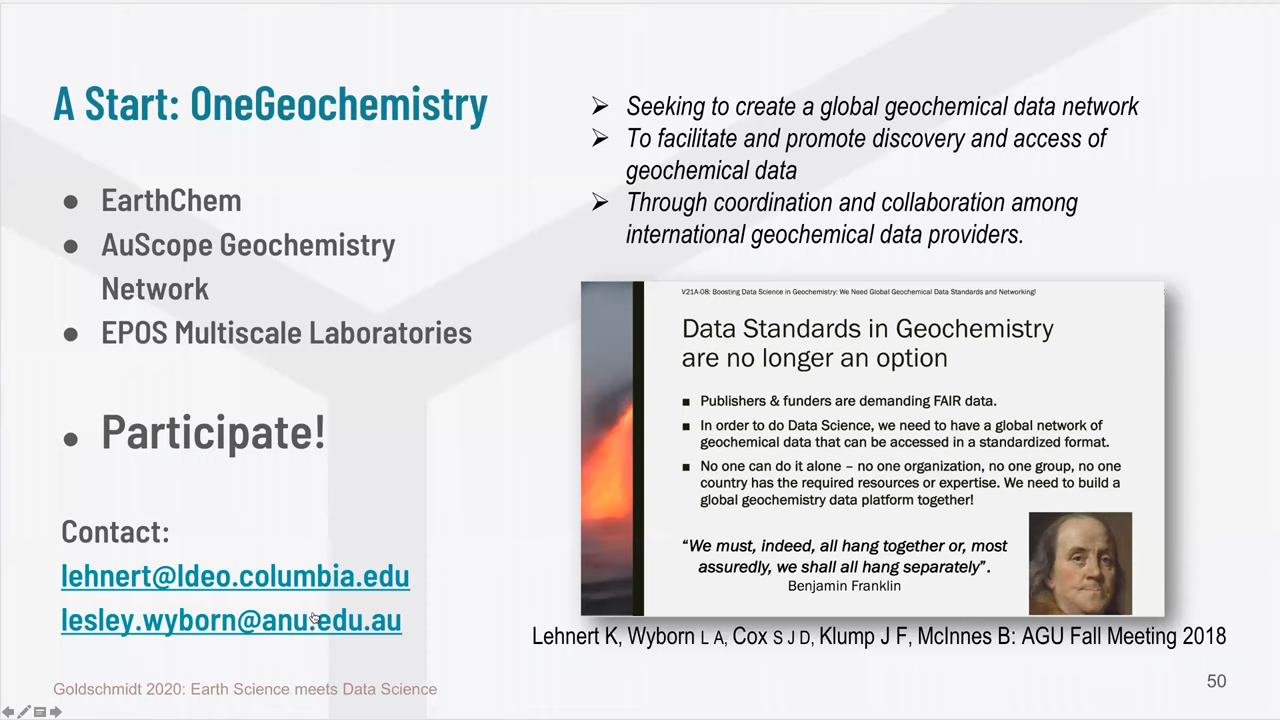 A Start: OneGeochemistry
● EarthChem
● AuScope Geochemistry
Network
● EPOS Multiscale Laboratories
● Participate!
Contact:
lehnert@ldeo.columbia.edu
lesley.wyborn@anu.edu.au
➢ Seeking to create a global geochemical data network
➢ To facilitate and promote discovery and access of
geochemical data
➢ Through coordination and collaboration among
international geochemical data providers.
V21A-08: Boosting Data Science in Geochemistry: We Need Global Geochemical Data Standards and Networking!
Data Standards in Geochemistry
are no longer an option
■ Publishers & funders are demanding FAIR data.
■ In order to do Data Science, we need to have a global network of
geochemical data that can be accessed in a standardized format.
■ No one can do it alone – no one organization, no one group, no one
country has the required resources or expertise. We need to build a
global geochemistry data platform together!
“We must, indeed, all hang together or, most
assuredly, we shall all hang separately”.
Benjamin Franklin
Lehnert K, Wyborn L A, Cox S J D, Klump J F, McInnes B: AGU Fall Meeting 2018
Goldschmidt 2020: Earth Science meets Data Science
50